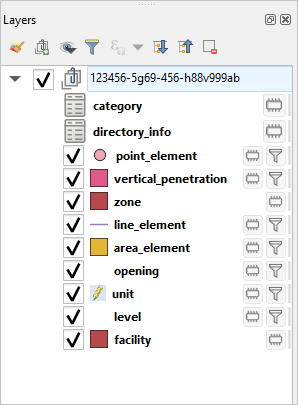 Layers
123456-5g69-456-h88v999ab
category
directory_info
point_element
vertical_penetration
zone
line_element
area_element
opening
unit
level
facility